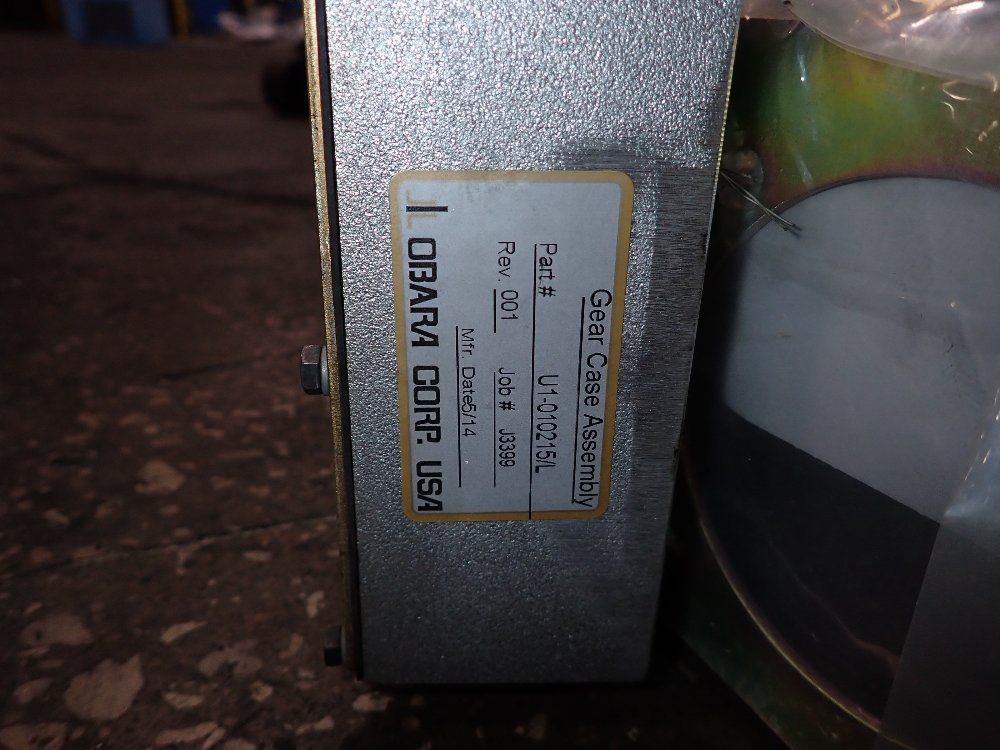 Gear Case Assembly
Part.# U1-010215/L
Rev. 001 Job # J3399
Mfr. Date5/14
OBARA CORP. USA